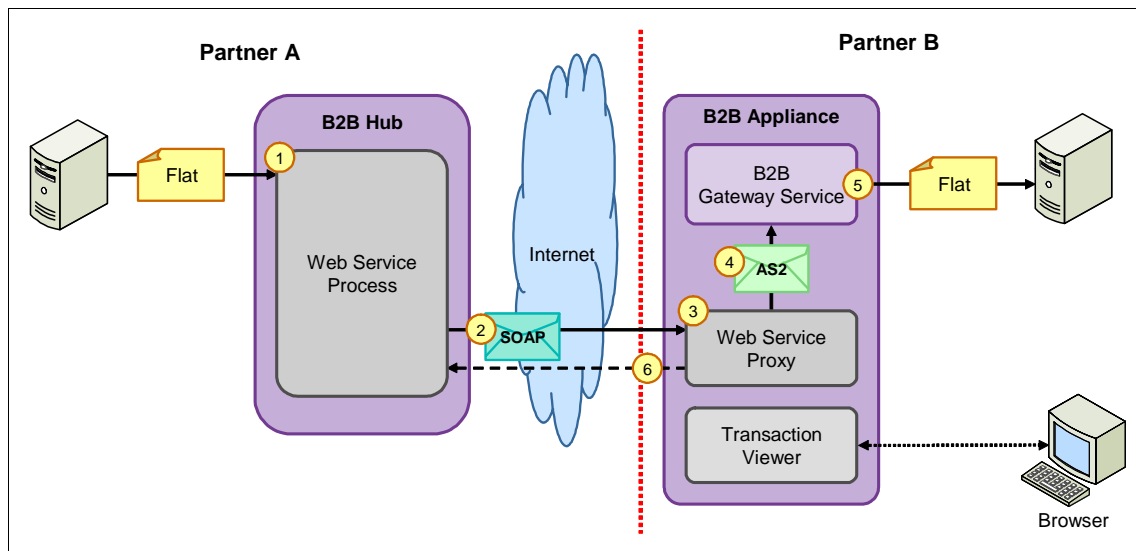 Partner A
Partner B
B2B Hub
B2B Appliance
1
Flat
Web Service
Process
Internet
B2B
Gateway Service
5
Flat
4
AS2
2
SOAP
3
Web Service
Proxy
6
Transaction
Viewer
Browser